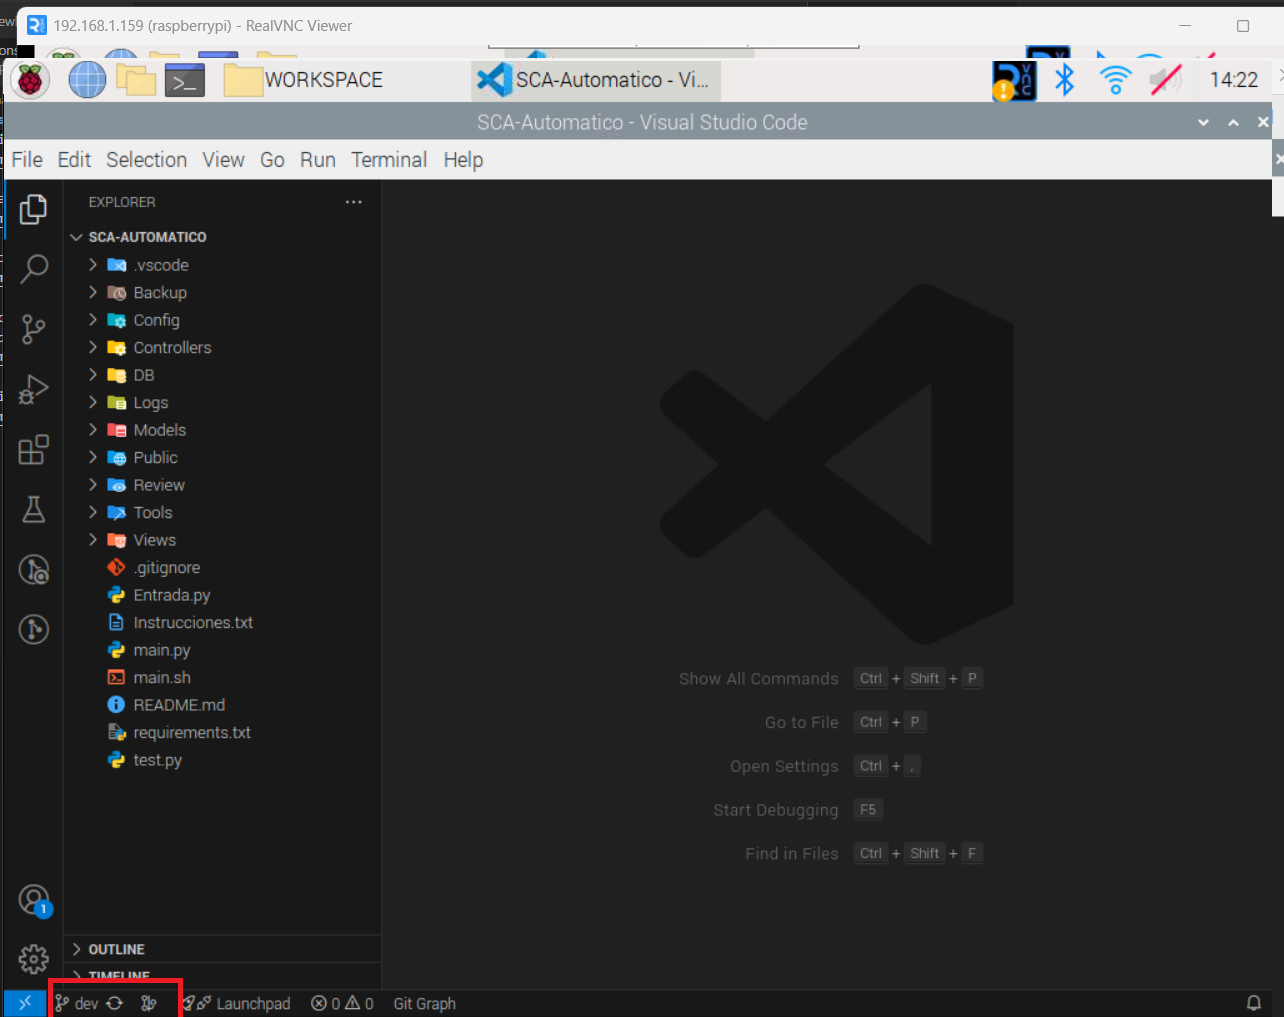 192.168.1.159 (raspberrypi) - RealVNC Viewer
WORKSPACE
SCA-Automatico - Vi...
14:22
SCA-Automatico - Visual Studio Code
File Edit Selection View Go Run Terminal Help
EXPLORER
SCA-AUTOMATICO
.vscode
Backup
Config
Controllers
DB
Logs
Models
Public
Review
Tools
Views
.gitignore
Entrada.py
Instrucciones.txt
main.py
main.sh
README.md
requirements.txt
test.py
Show All Commands Ctrl + Shift + P
Go to File Ctrl + P
Open Settings Ctrl + ,
Start Debugging F5
Find in Files Ctrl + Shift + F
1
OUTLINE
TIMELINE
dev Launchpad 0 0 Git Graph